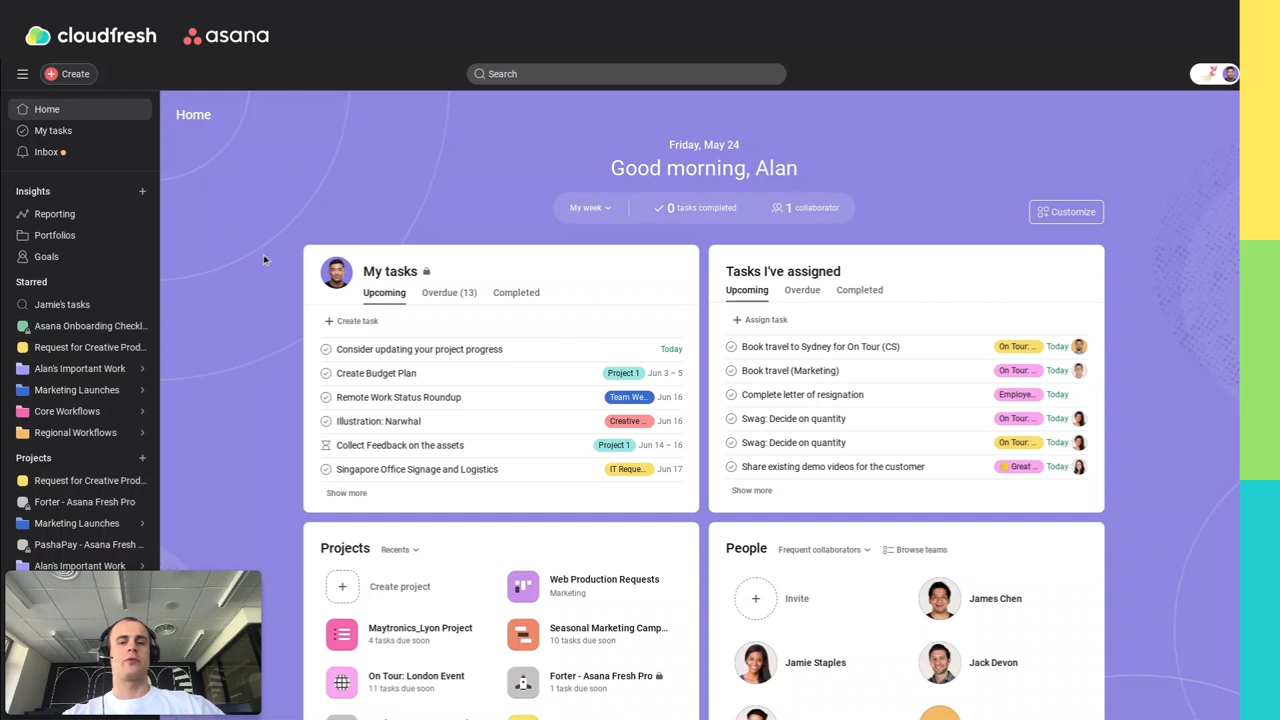 cloudfresh asana
Create
Search
Home
My tasks
Inbox
Insights
Reporting
Portfolios
Goals
Starred
Jamie's tasks
Asana Onboarding Checkl...
Request for Creative Prod...
Alan's Important Work
Marketing Launches
Core Workflows
Regional Workflows
Projects
Request for Creative Prod...
Forter - Asana Fresh Pro
Marketing Launches
PashaPay - Asana Fresh ...
Alan's Important Work
Home
Friday, May 24
Good morning, Alan
My week 0 tasks completed 1 collaborator
Customize
My tasks
Upcoming Overdue (13) Completed
Create task
Consider updating your project progress Today
Create Budget Plan Project 1 Jun 3 – 5
Remote Work Status Roundup Team We... Jun 16
Illustration: Narwhal Creative ... Jun 16
Collect Feedback on the assets Project 1 Jun 14 – 16
Singapore Office Signage and Logistics IT Reque... Jun 17
Show more
Tasks I've assigned
Upcoming Overdue Completed
Assign task
Book travel to Sydney for On Tour (CS) On Tour: ... Today
Book travel (Marketing) On Tour: ... Today
Complete letter of resignation Employe... Today
Swag: Decide on quantity On Tour: ... Today
Swag: Decide on quantity On Tour: ... Today
Share existing demo videos for the customer Great ... Today
Show more
Projects Recents
Create project
Web Production Requests
Marketing
Maytronics_Lyon Project
4 tasks due soon
Seasonal Marketing Camp...
10 tasks due soon
On Tour: London Event
11 tasks due soon
Forter - Asana Fresh Pro
1 task due soon
People Frequent collaborators Browse teams
Invite
James Chen
Jamie Staples
Jack Devon